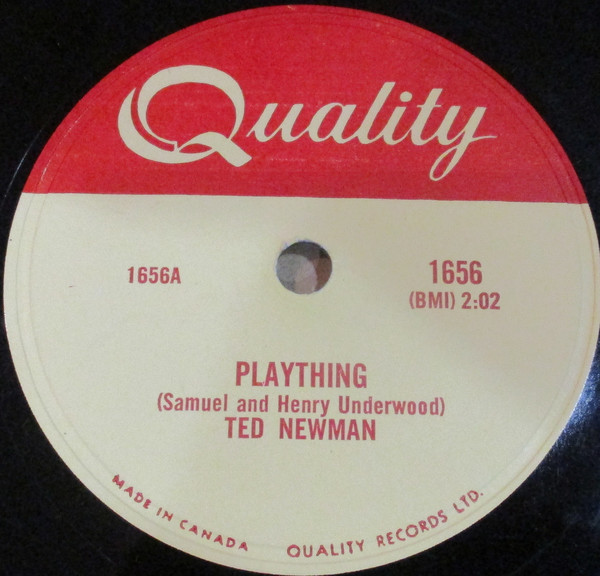 Quality
1656A
1656
(BMI) 2:02
PLAYTHING
(Samuel and Henry Underwood)
TED NEWMAN
MADE IN CANADA
QUALITY RECORDS LTD.